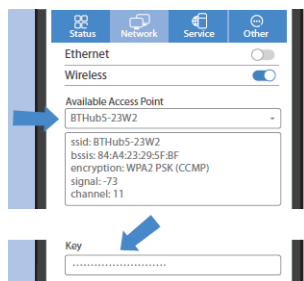 Status Network Service Other
Ethernet
Wireless
Available Access Point
BTHub5-23W2
ssid: BTHub5-23W2
bssis: 84:A4:23:29:5F:BF
encryption: WPA2 PSK (CCMP)
signal: -73
channel: 11
Key